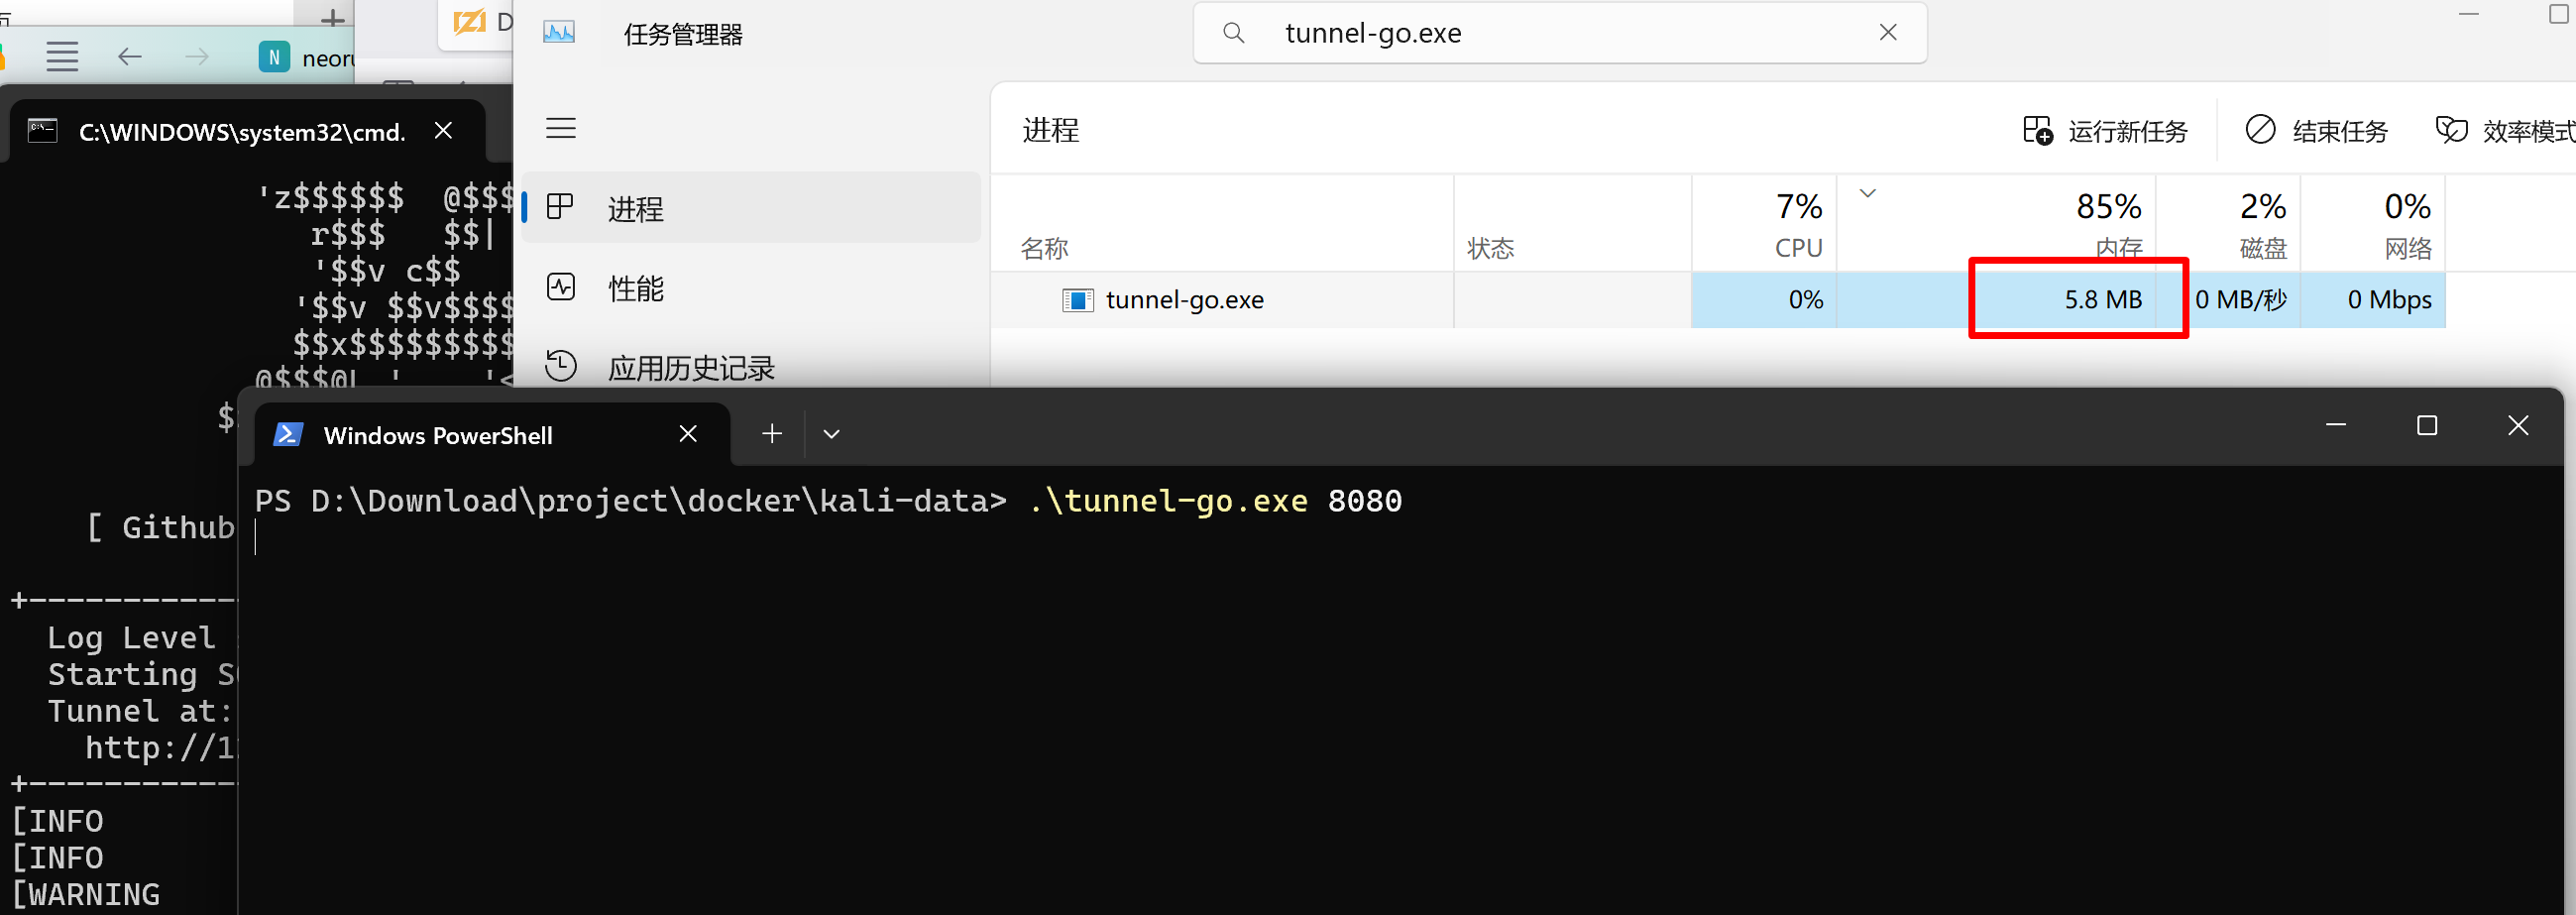 页
N neoru
D
任务管理器
tunnel-go.exe
C:\WINDOWS\system32\cmd.
进程
运行新任务
结束任务
效率模式
进程
性能
应用历史记录
7% 85% 2% 0%
名称 状态 CPU 内存 磁盘 网络
tunnel-go.exe 0% 5.8 MB 0 MB/秒 0 Mbps
'z$$$$$$ @$$$
r$$$ $$|
'$$v c$$
'$$v $$v$$$$
$$x$$$$$$$$$
@$$$@L ' '<
$
[ Github
+------------
Log Level
Starting S
Tunnel at:
http://1
+------------
[INFO
[INFO
[WARNING
Windows PowerShell
PS D:\Download\project\docker\kali-data> .\tunnel-go.exe 8080